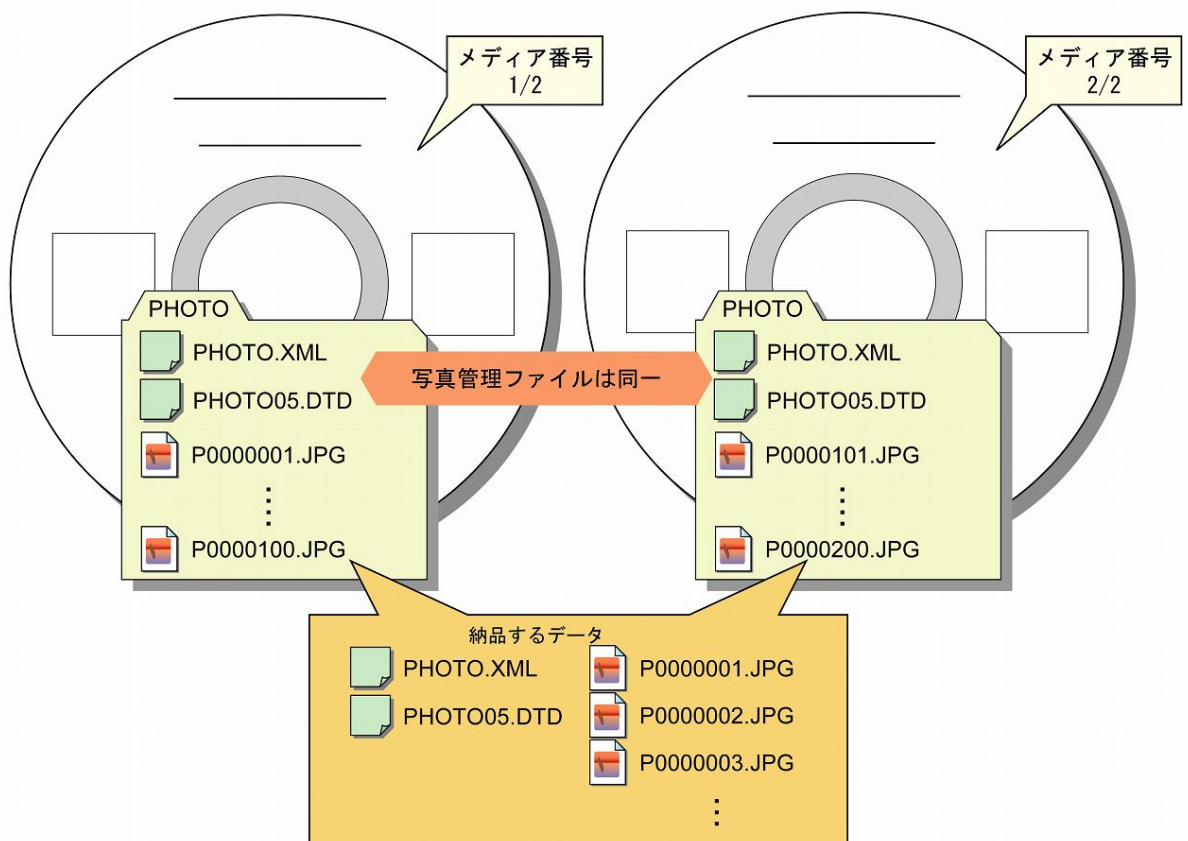 メディア番号
1/2
メディア番号
2/2
PHOTO
PHOTO.XML
PHOTO05.DTD
P0000001.JPG
⋮
P0000100.JPG
写真管理ファイルは同一
PHOTO
PHOTO.XML
PHOTO05.DTD
P0000101.JPG
⋮
P0000200.JPG
納品するデータ
PHOTO.XML
PHOTO05.DTD
P0000001.JPG
P0000002.JPG
P0000003.JPG
⋮